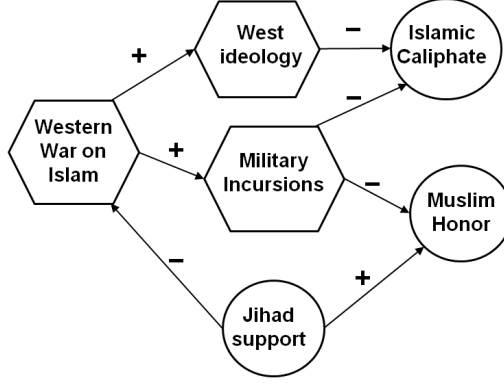 West
ideology
Islamic
Caliphate
Western
War on
Islam
Military
Incursions
Muslim
Honor
Jihad
support
+
−
−
+
−
−
+